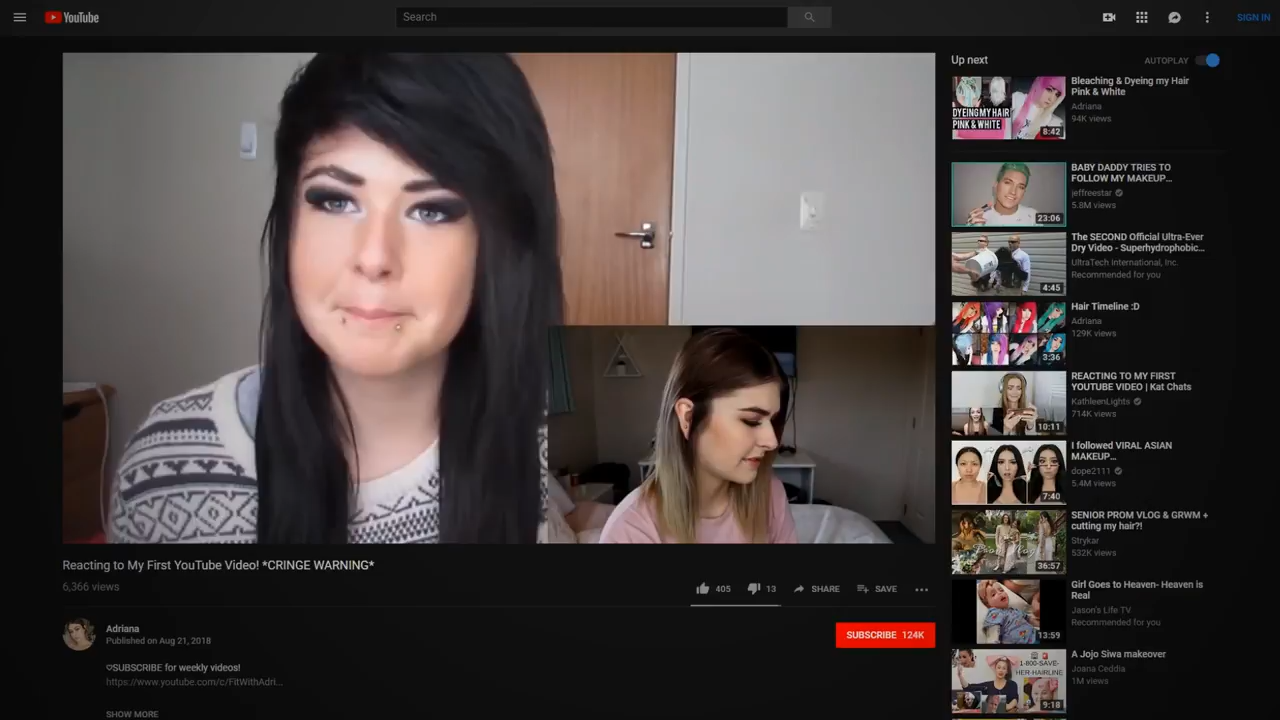 YouTube
Search
SIGN IN
Up next
AUTOPLAY
DYEING MY HAIR
PINK & WHITE
8:42
Bleaching & Dyeing my Hair
Pink & White
Adriana
94K views
23:06
BABY DADDY TRIES TO
FOLLOW MY MAKEUP...
jeffreestar
5.8M views
4:45
The SECOND Official Ultra-Ever
Dry Video - Superhydrophobic...
UltraTech International, Inc.
Recommended for you
3:36
Hair Timeline :D
Adriana
129K views
10:11
REACTING TO MY FIRST
YOUTUBE VIDEO | Kat Chats
KathleenLights
714K views
7:40
I followed VIRAL ASIAN
MAKEUP...
dope2111
5.4M views
36:57
SENIOR PROM VLOG & GRWM +
cutting my hair?!
Strykar
532K views
13:59
Girl Goes to Heaven- Heaven is
Real
Jason's Life TV
Recommended for you
1-800-SAVE-
HER-HAIRLINE
9:18
A Jojo Siwa makeover
Joana Ceddia
1M views
Reacting to My First YouTube Video! *CRINGE WARNING*
6,366 views
405
13
SHARE
SAVE
Adriana
Published on Aug 21, 2018
SUBSCRIBE 124K
♡SUBSCRIBE for weekly videos!
https://www.youtube.com/c/FitWithAdri...
SHOW MORE